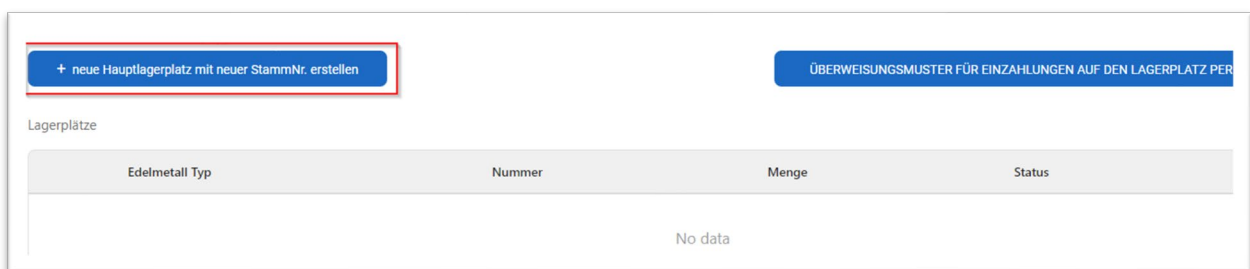 + neue Hauptlagerplatz mit neuer StammNr. erstellen
ÜBERWEISUNGSMUSTER FÜR EINZAHLUNGEN AUF DEN LAGERPLATZ PER
Lagerplätze
Edelmetall Typ Nummer Menge Status
No data